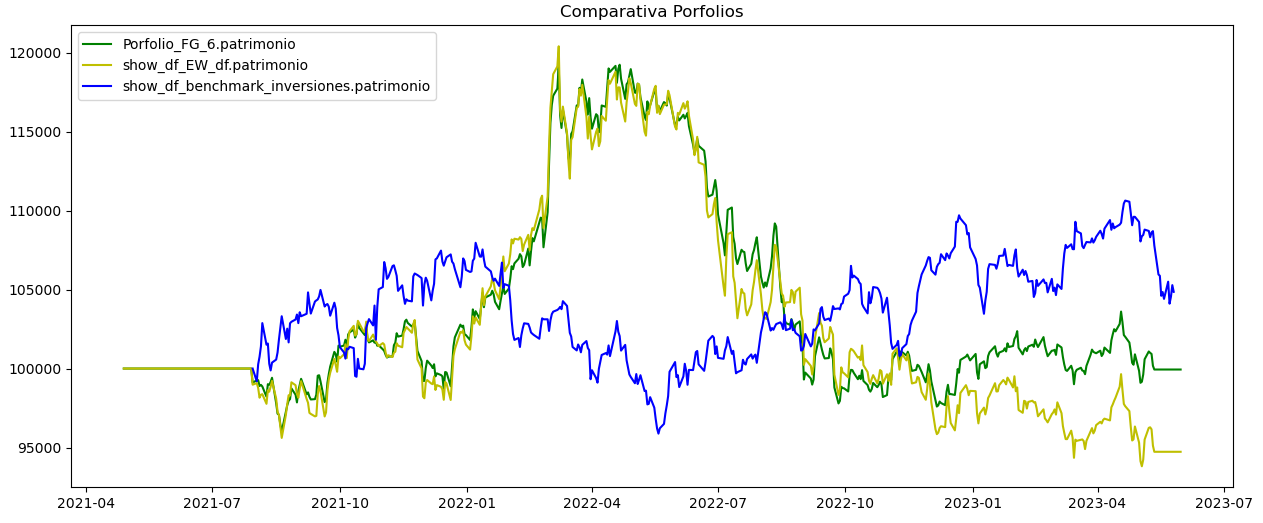 Comparativa Porfolios
Porfolio_FG_6.patrimonio
show_df_EW_df.patrimonio
show_df_benchmark_inversiones.patrimonio
120000
115000
110000
105000
100000
95000
2021-04 2021-07 2021-10 2022-01 2022-04 2022-07 2022-10 2023-01 2023-04 2023-07